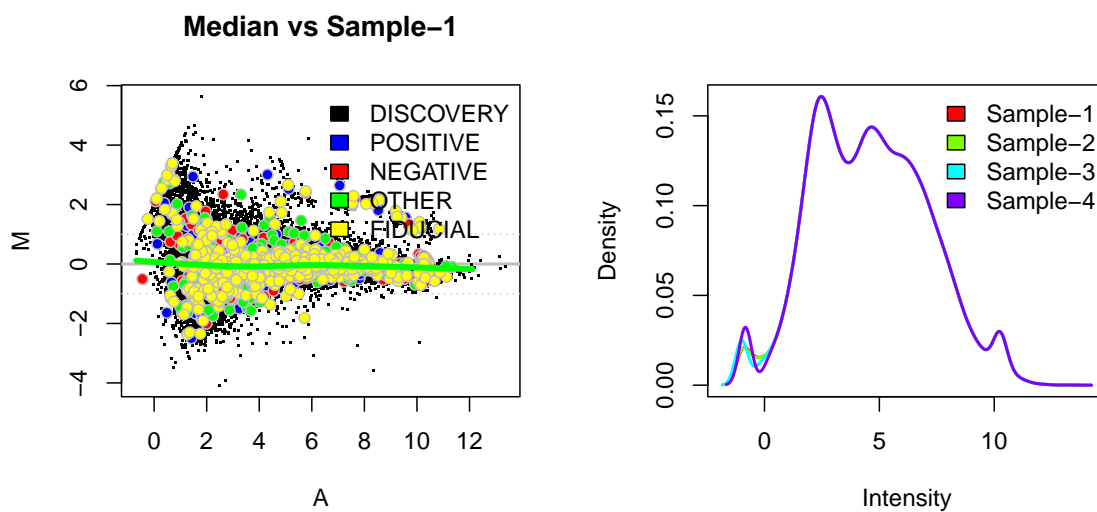 Median vs Sample−1
M
6
4
2
0
−2
−4
DISCOVERY
POSITIVE
NEGATIVE
OTHER
FIDUCIAL
0 2 4 6 8 10 12
A
Density
0.15
0.10
0.05
0.00
Sample−1
Sample−2
Sample−3
Sample−4
0 5 10
Intensity